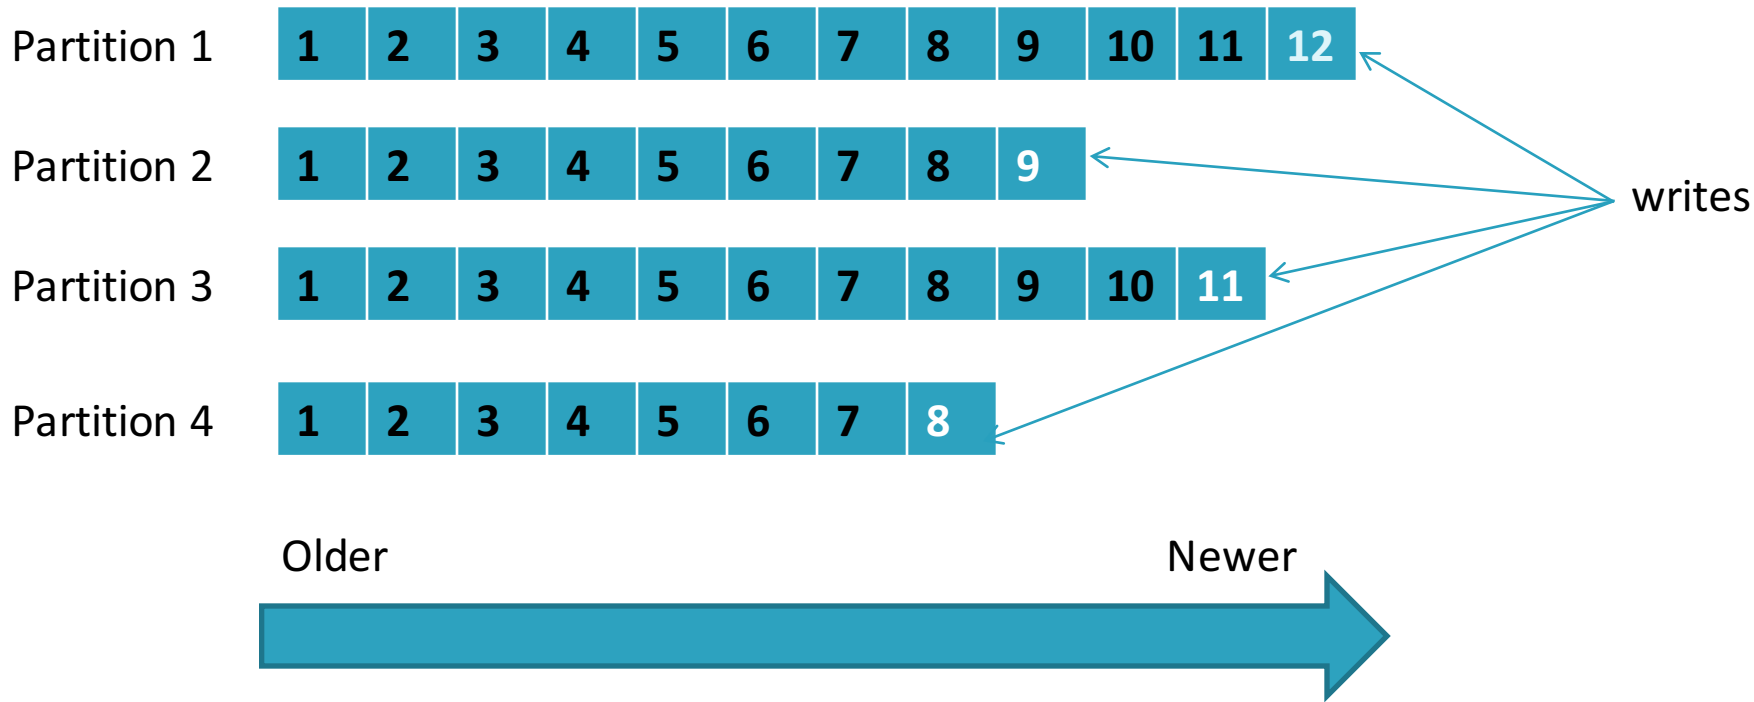 Partition 1 1 2 3 4 5 6 7 8 9 10 11 12
Partition 2 1 2 3 4 5 6 7 8 9
writes
Partition 3 1 2 3 4 5 6 7 8 9 10 11
Partition 4 1 2 3 4 5 6 7 8
Older Newer